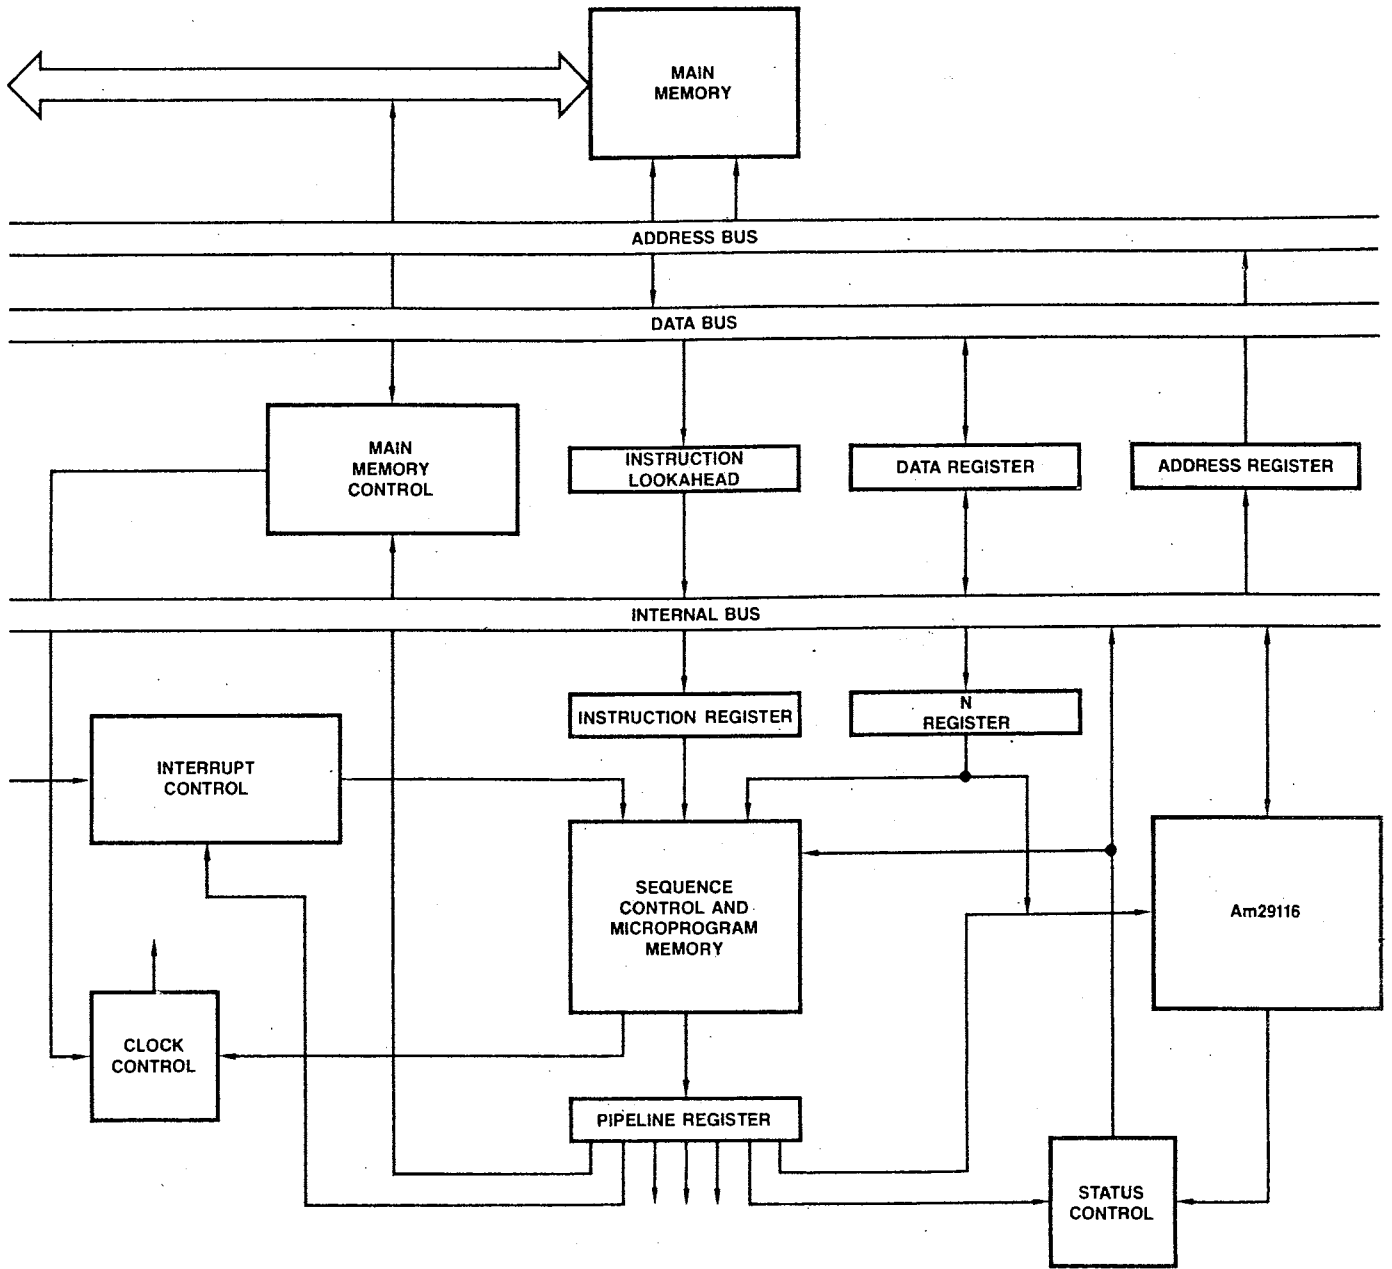 MAIN
MEMORY
ADDRESS BUS
DATA BUS
MAIN
MEMORY
CONTROL
INSTRUCTION
LOOKAHEAD
DATA REGISTER
ADDRESS REGISTER
INTERNAL BUS
INSTRUCTION REGISTER
N
REGISTER
INTERRUPT
CONTROL
SEQUENCE
CONTROL AND
MICROPROGRAM
MEMORY
Am29116
CLOCK
CONTROL
PIPELINE REGISTER
STATUS
CONTROL